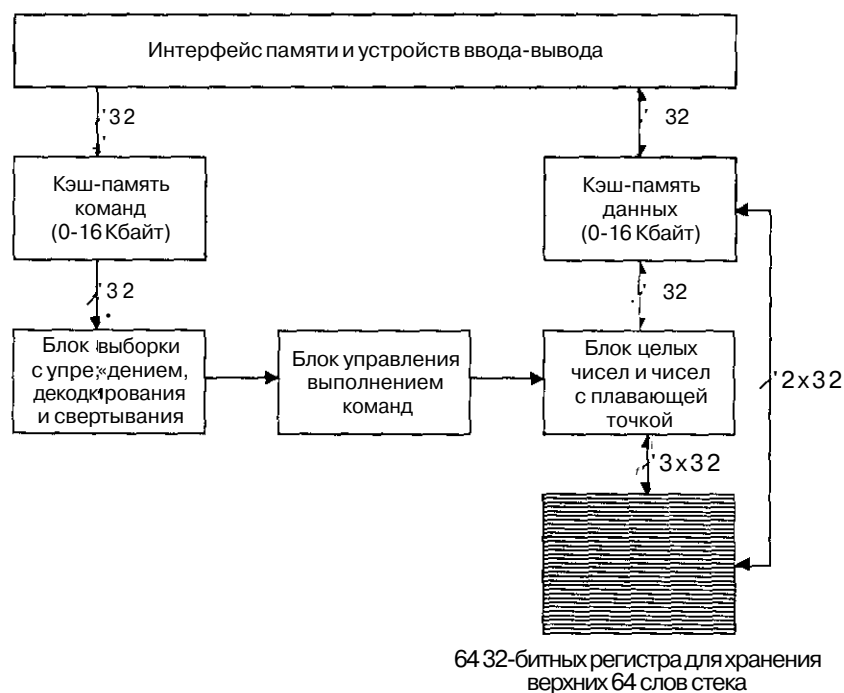 Интерфейс памяти и устройств ввода-вывода
32
32
Кэш-память
команд
(0-16 Кбайт)
Кэш-память
данных
(0-16 Кбайт)
32
32
Блок выборки
с упреждением,
декодирования
и свертывания
Блок управления
выполнением
команд
Блок целых
чисел и чисел
с плавающей
точкой
2x32
3x32
64 32-битных регистра для хранения
верхних 64 слов стека